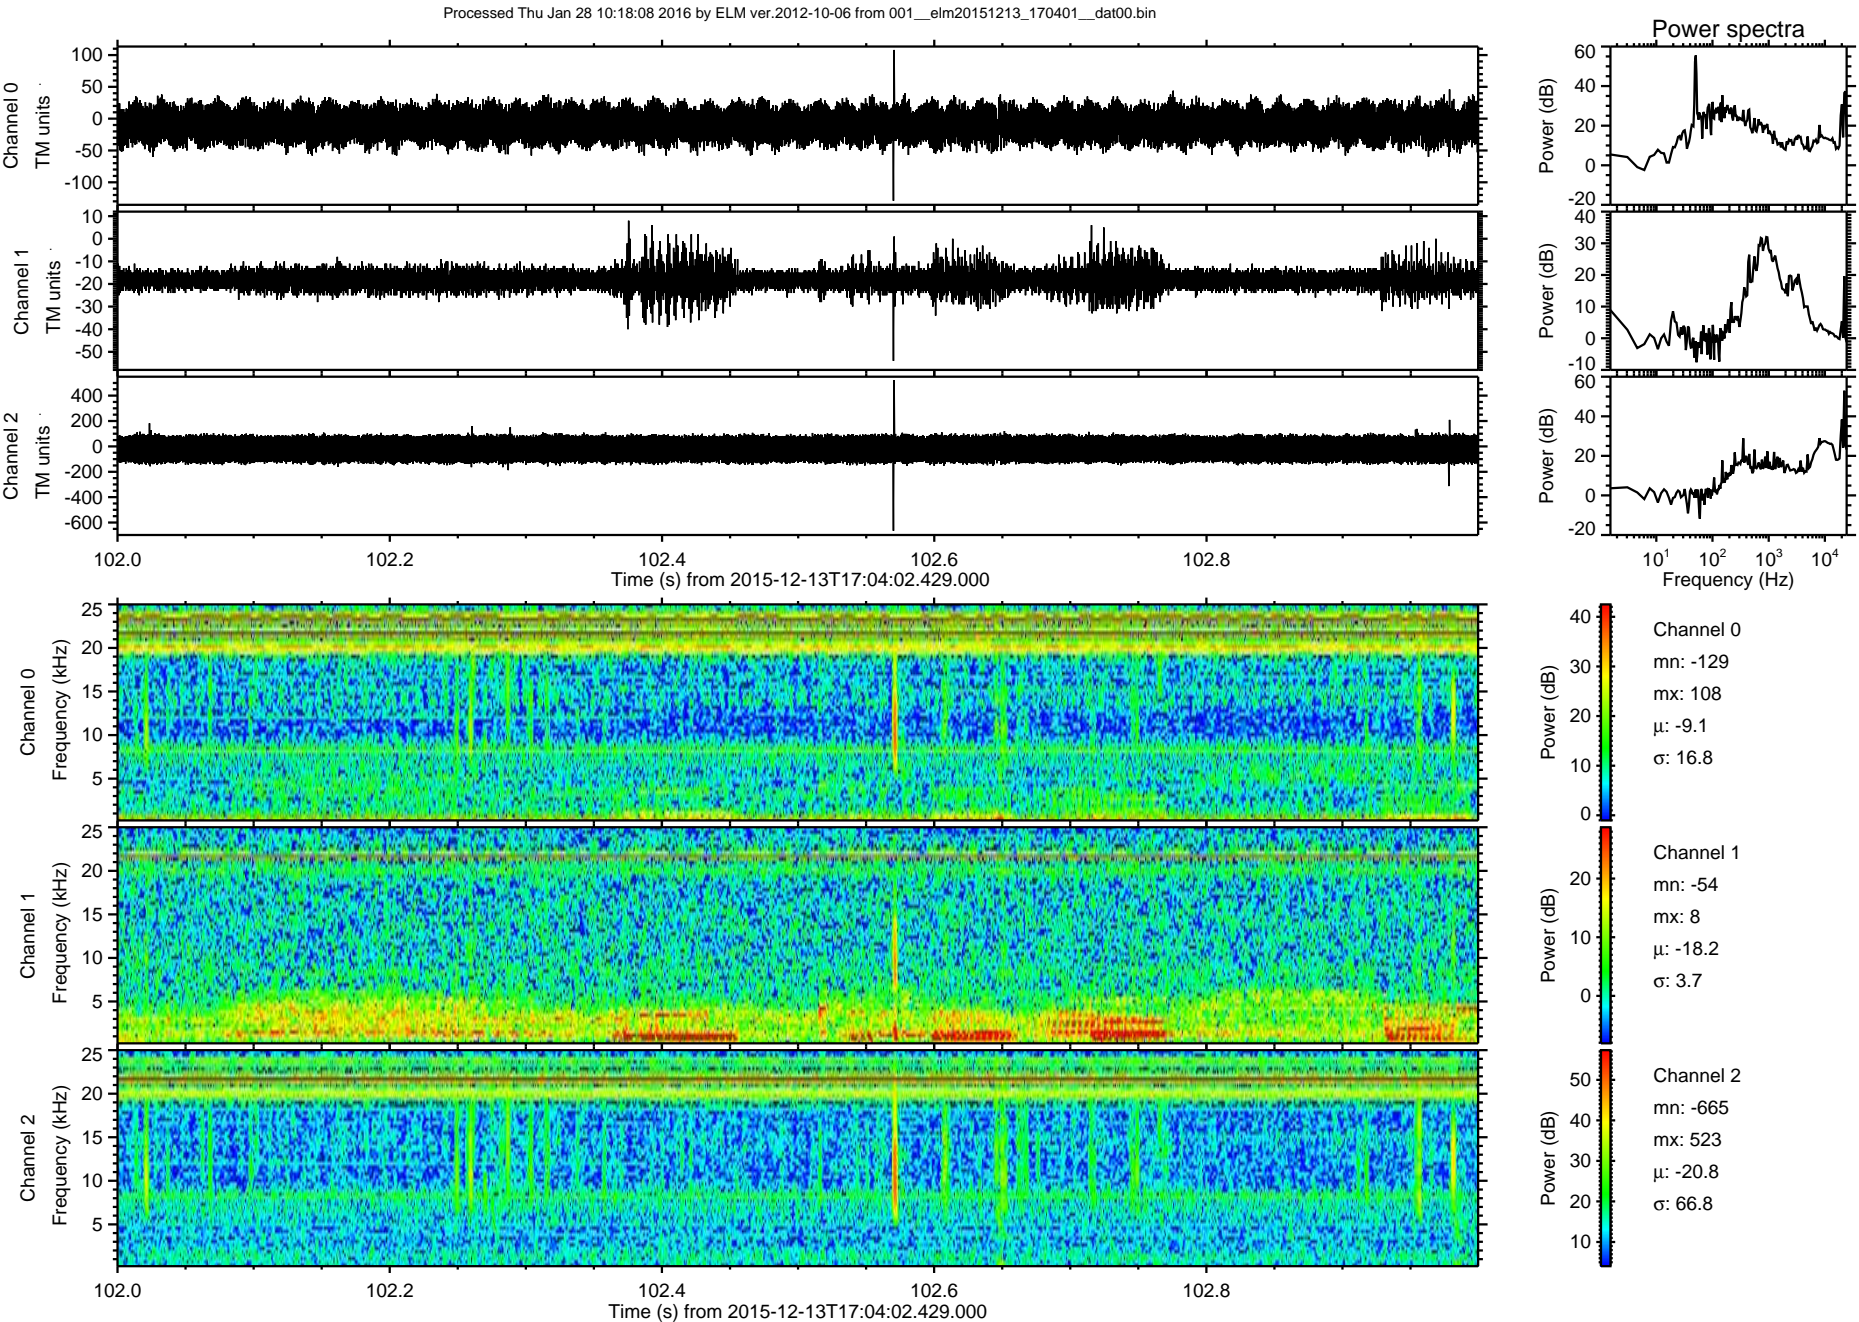 Processed Thu Jan 28 10:18:08 2016 by ELM ver.2012-10-06 from 001__elm20151213_170401__dat00.bin
Power spectra
Channel 0
TM units
100
50
0
-50
-100
Power (dB)
60
40
20
0
-20
Channel 1
TM units
10
0
-10
-20
-30
-40
-50
Power (dB)
40
30
20
10
0
-10
Channel 2
TM units
400
200
0
-200
-400
-600
Power (dB)
60
40
20
0
-20
102.0 102.2 102.4 102.6 102.8
Time (s) from 2015-12-13T17:04:02.429.000
10^1 10^2 10^3 10^4
Frequency (Hz)
Channel 0
Frequency (kHz)
25
20
15
10
5
Power (dB)
40
30
20
10
0
Channel 0
mn: -129
mx: 108
μ: -9.1
σ: 16.8
Channel 1
Frequency (kHz)
25
20
15
10
5
Power (dB)
20
10
0
Channel 1
mn: -54
mx: 8
μ: -18.2
σ: 3.7
Channel 2
Frequency (kHz)
25
20
15
10
5
Power (dB)
50
40
30
20
10
Channel 2
mn: -665
mx: 523
μ: -20.8
σ: 66.8
102.0 102.2 102.4 102.6 102.8
Time (s) from 2015-12-13T17:04:02.429.000